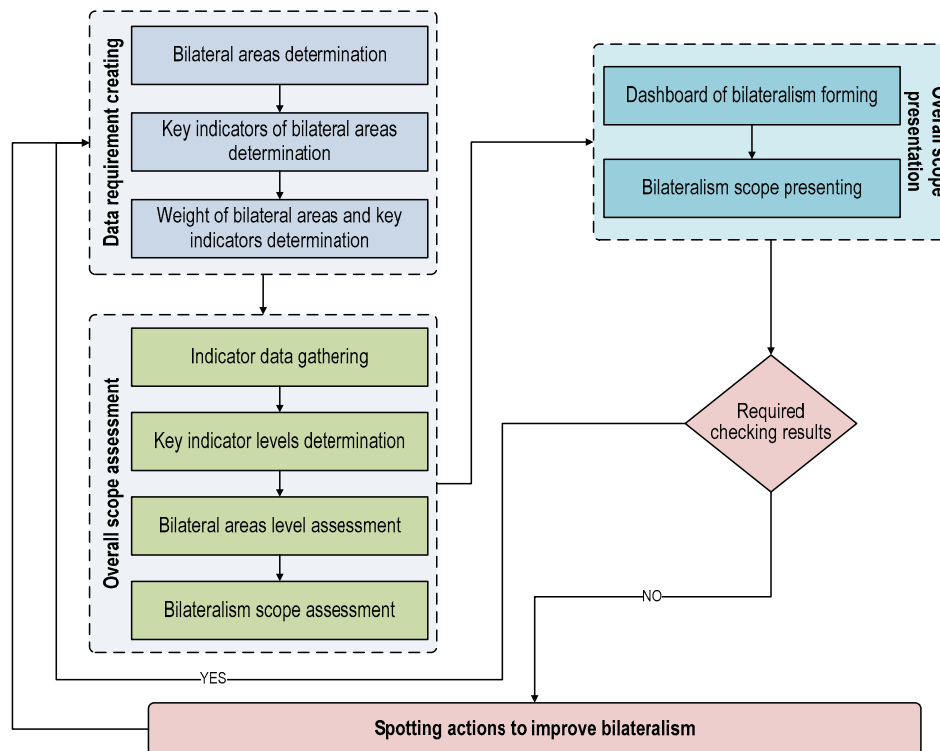 Data requirement creating
Bilateral areas determination
Key indicators of bilateral areas
determination
Weight of bilateral areas and key
indicators determination
Overall scope assessment
Indicator data gathering
Key indicator levels determination
Bilateral areas level assessment
Bilateralism scope assessment
Overall scope
presentation
Dashboard of bilateralism forming
Bilateralism scope presenting
Required
checking results
NO
YES
Spotting actions to improve bilateralism